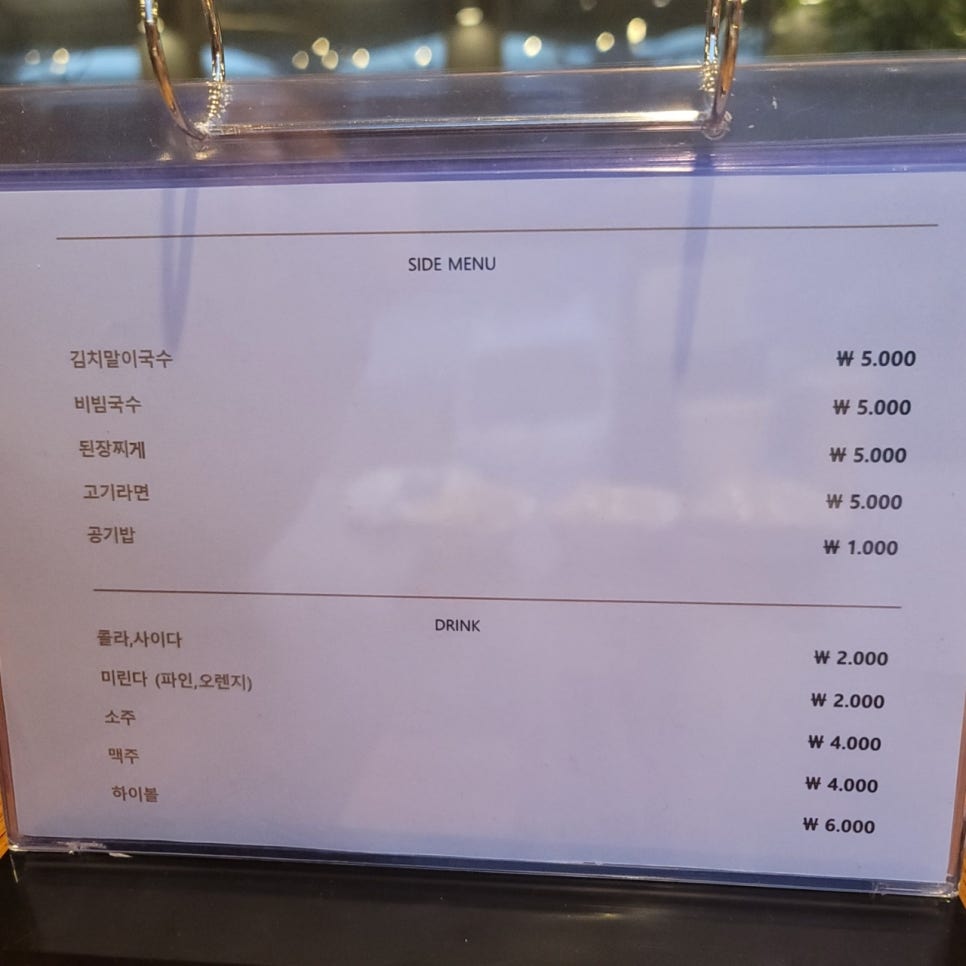 SIDE MENU
김치말이국수 ₩ 5.000
비빔국수 ₩ 5.000
된장찌게 ₩ 5.000
고기라면 ₩ 5.000
공기밥 ₩ 1.000
DRINK
콜라,사이다 ₩ 2.000
미린다 (파인,오렌지) ₩ 2.000
소주 ₩ 4.000
맥주 ₩ 4.000
하이볼 ₩ 6.000